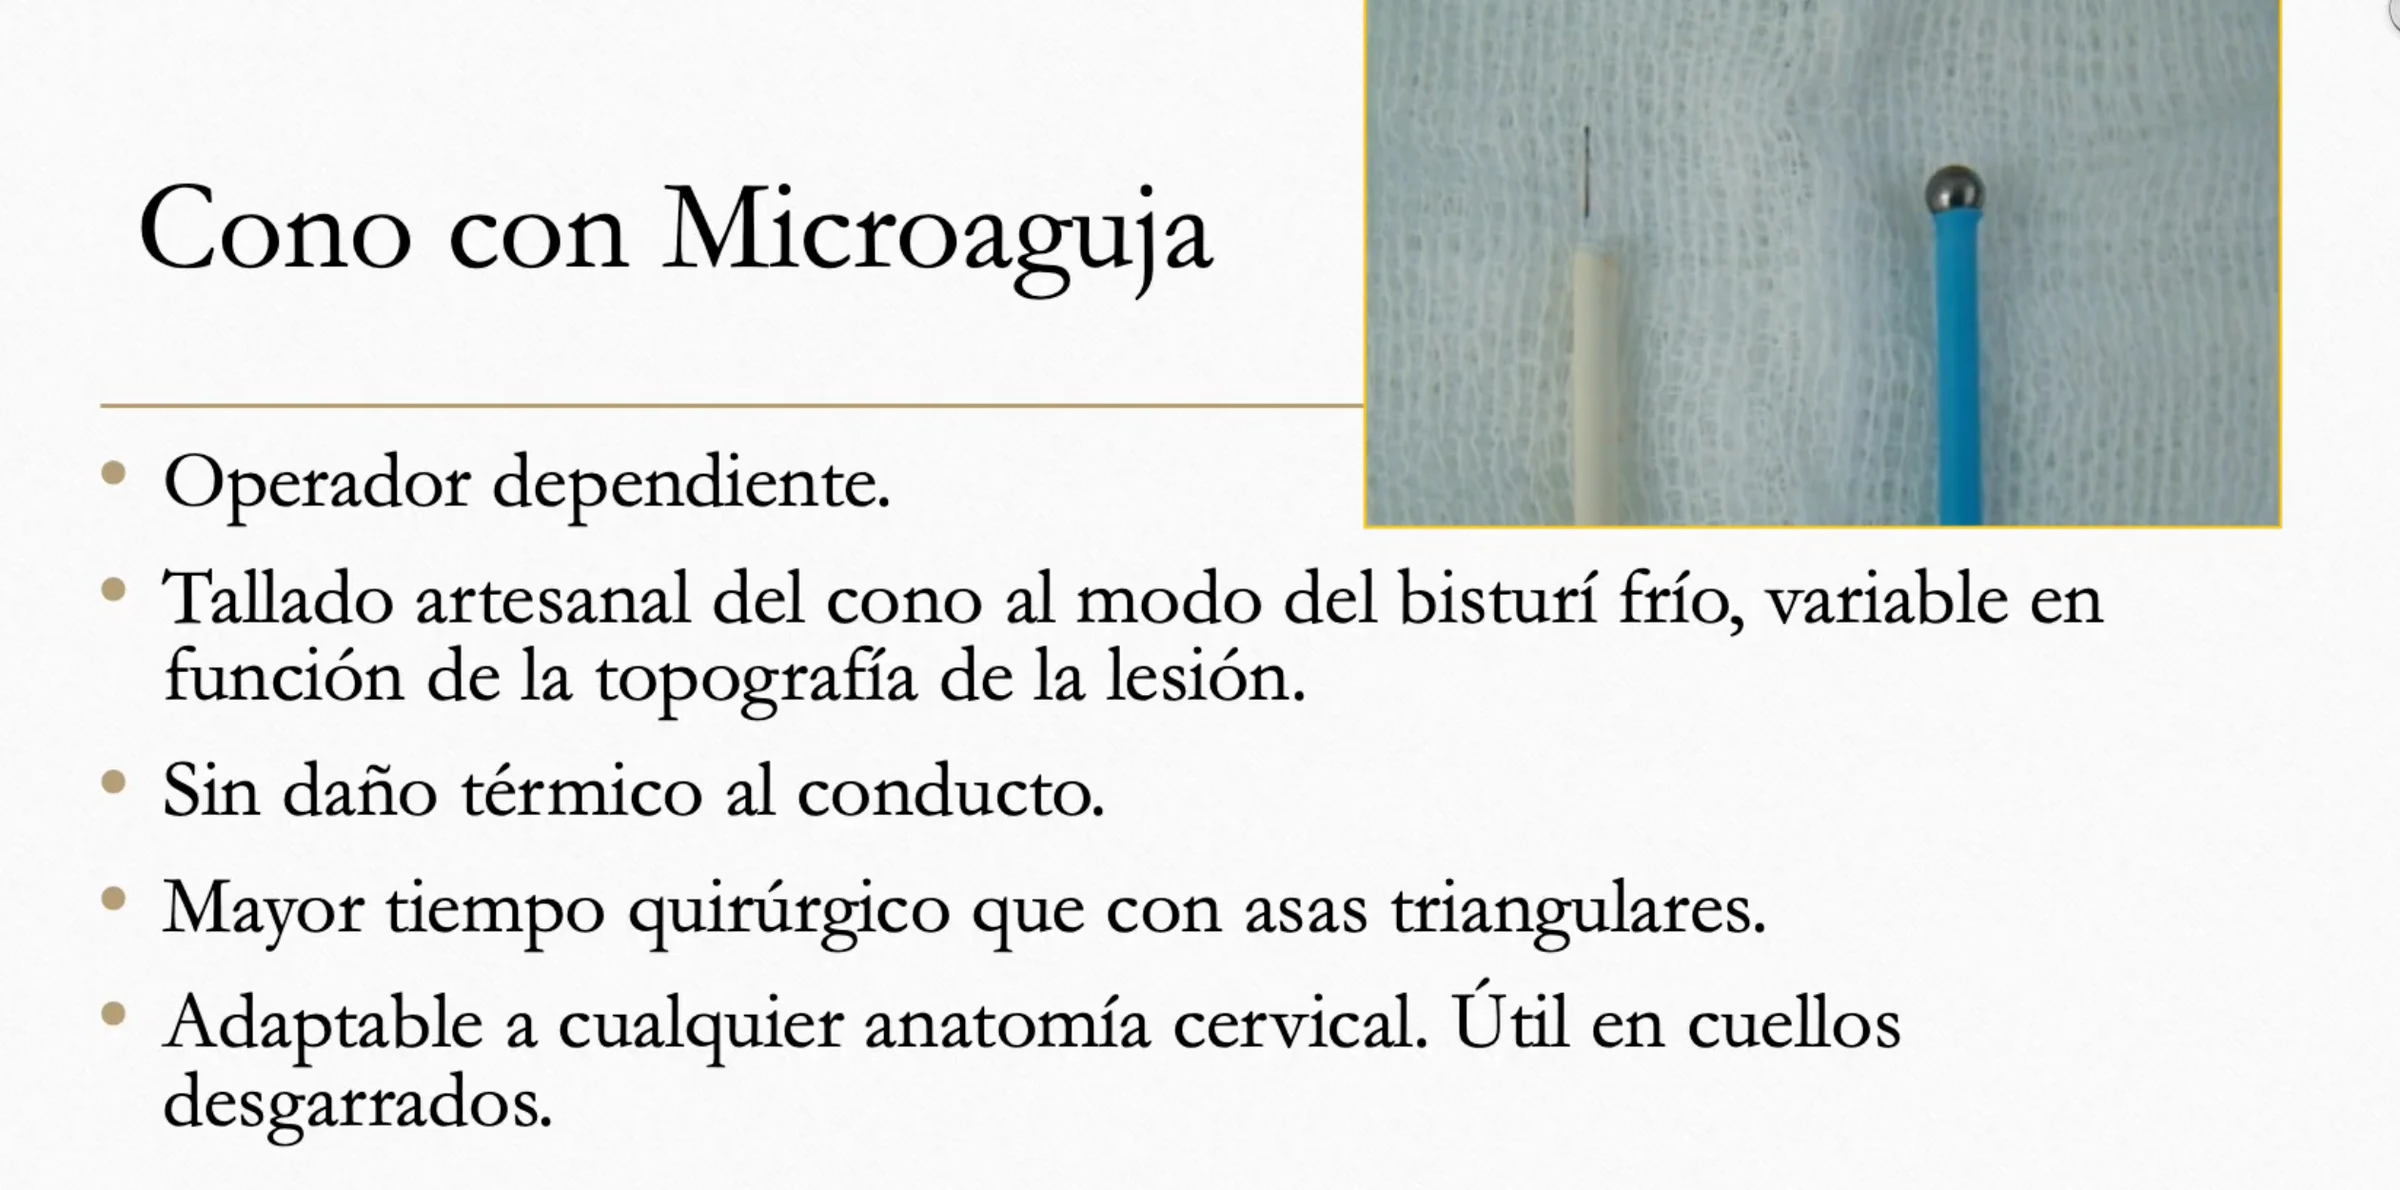 Cono con Microaguja
• Operador dependiente.
• Tallado artesanal del cono al modo del bisturí frío, variable en
función de la topografía de la lesión.
• Sin daño térmico al conducto.
• Mayor tiempo quirúrgico que con asas triangulares.
• Adaptable a cualquier anatomía cervical. Útil en cuellos
desgarrados.